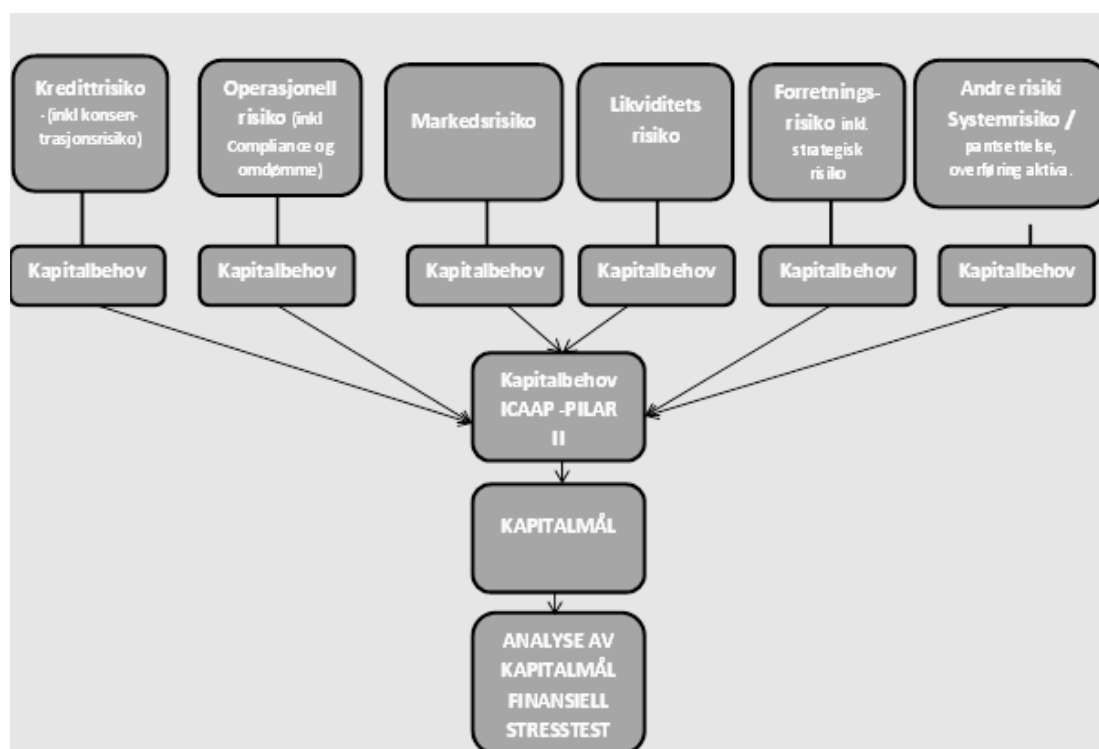 Kredittrisiko
- (inkl konsen-
trasjonsrisiko)
Operasjonell
risiko (inkl
Compliance og
omdømme)
Markedsrisiko
Likviditets
risiko
Forretnings-
risiko inkl.
strategisk
risiko
Andre risiki
Systemrisiko /
pantsettelse,
overføring aktiva.
Kapitalbehov
Kapitalbehov
Kapitalbehov
Kapitalbehov
Kapitalbehov
Kapitalbehov
Kapitalbehov
ICAAP -PILAR
II
KAPITALMÅL
ANALYSE AV
KAPITALMÅL
FINANSIELL
STRESSTEST